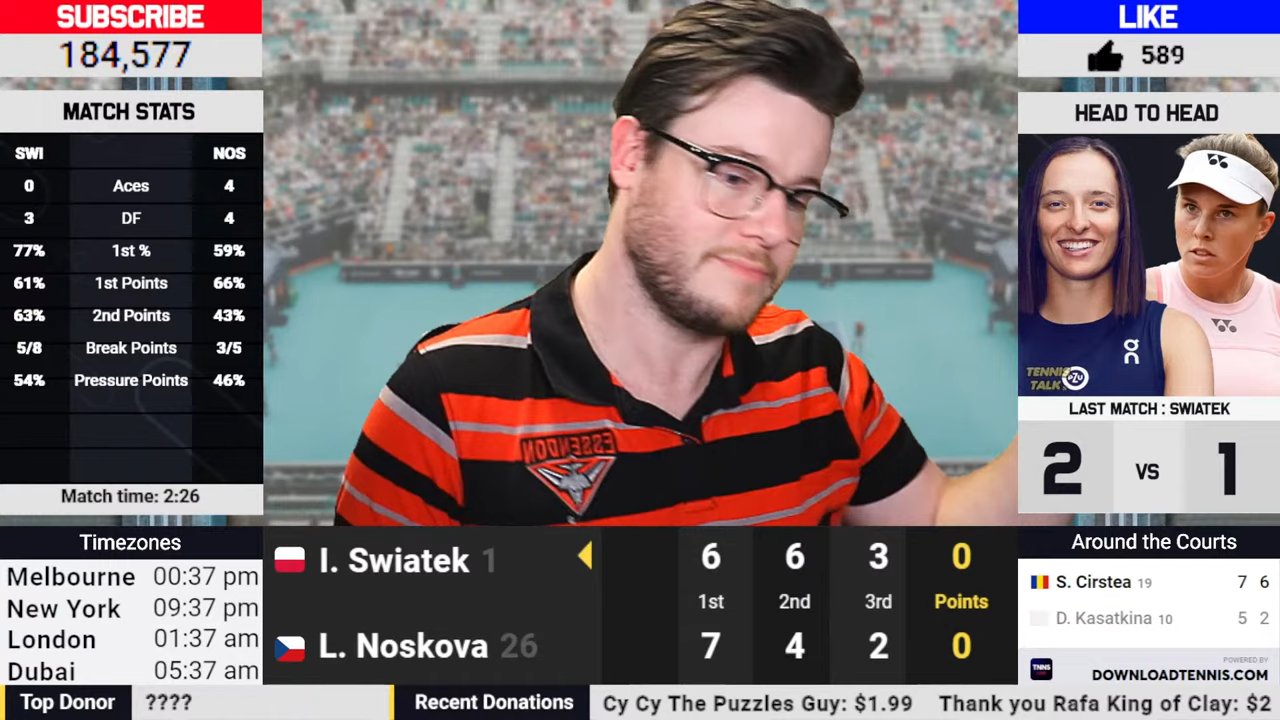 SUBSCRIBE
184,577
MATCH STATS
SWI NOS
0 Aces 4
3 DF 4
77% 1st % 59%
61% 1st Points 66%
63% 2nd Points 43%
5/8 Break Points 3/5
54% Pressure Points 46%
Match time: 2:26
Timezones
Melbourne 00:37 pm
New York 09:37 pm
London 01:37 am
Dubai 05:37 am
ESSENDON
I. Swiatek 1 6 6 3 0
1st 2nd 3rd Points
L. Noskova 26 7 4 2 0
LIKE
589
HEAD TO HEAD
TENNIS
TALK
LAST MATCH : SWIATEK
2 VS 1
Around the Courts
S. Cirstea 19 7 6
D. Kasatkina 10 5 2
TNNS
POWERED BY
DOWNLOADTENNIS.COM
Top Donor ???? Recent Donations Cy Cy The Puzzles Guy: $1.99 Thank you Rafa King of Clay: $2